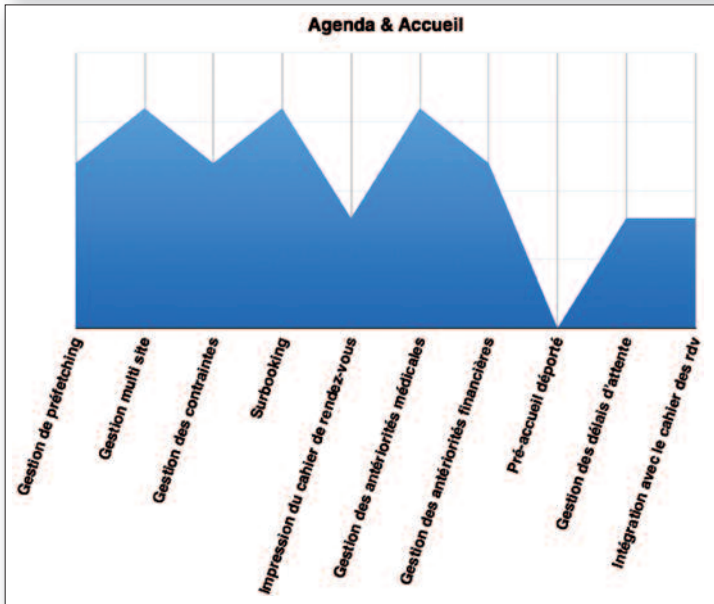 Agenda & Accueil
Gestion de préfetching
Gestion multi site
Gestion des contraintes
Surbooking
Impression du cahier de rendez-vous
Gestion des antériorités médicales
Gestion des antériorités financières
Pré-accueil déporté
Gestion des délais d'attente
Intégration avec le cahier des rdv